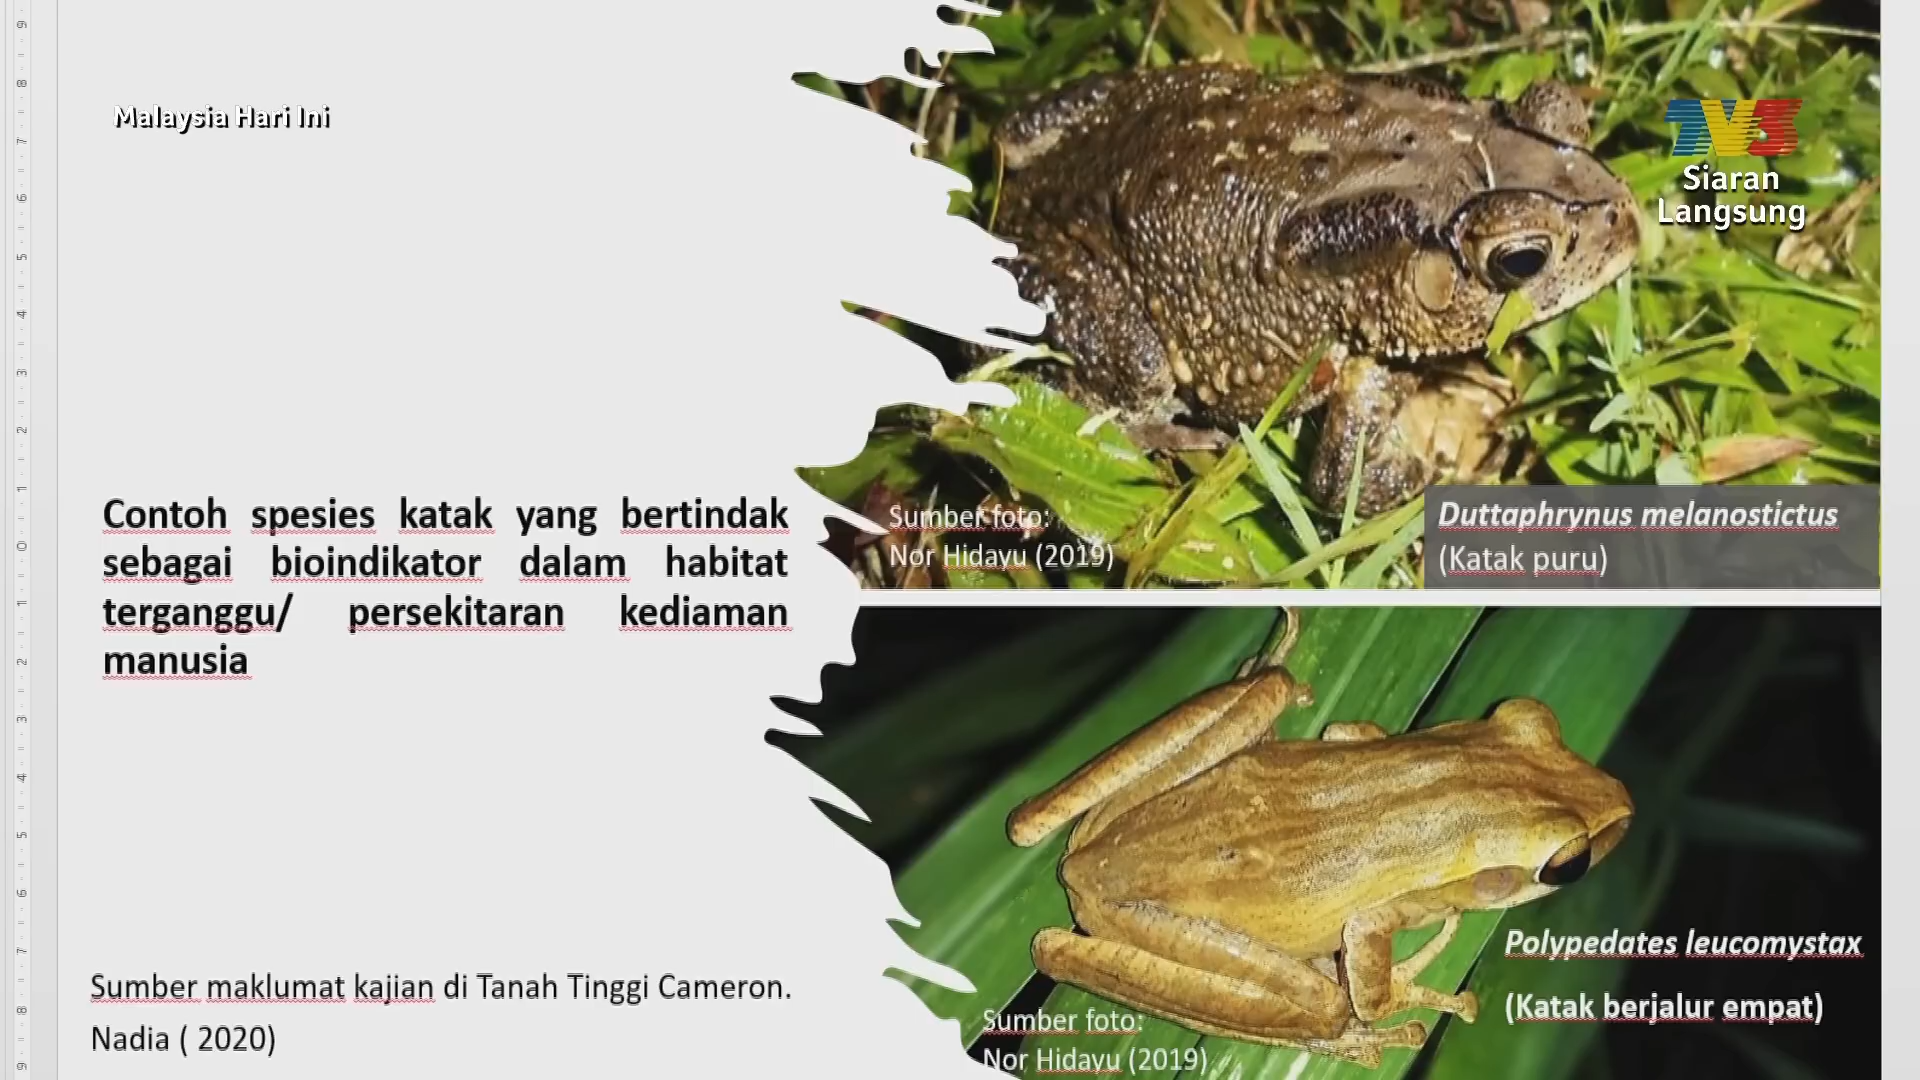 Malaysia Hari Ini
TV3
Siaran
Langsung
Contoh spesies katak yang bertindak
sebagai bioindikator dalam habitat
terganggu/ persekitaran kediaman
manusia
Sumber foto:
Nor Hidayu (2019)
Duttaphrynus melanostictus
(Katak puru)
Polypedates leucomystax
(Katak berjalur empat)
Sumber foto:
Nor Hidayu (2019)
Sumber maklumat kajian di Tanah Tinggi Cameron.
Nadia ( 2020)